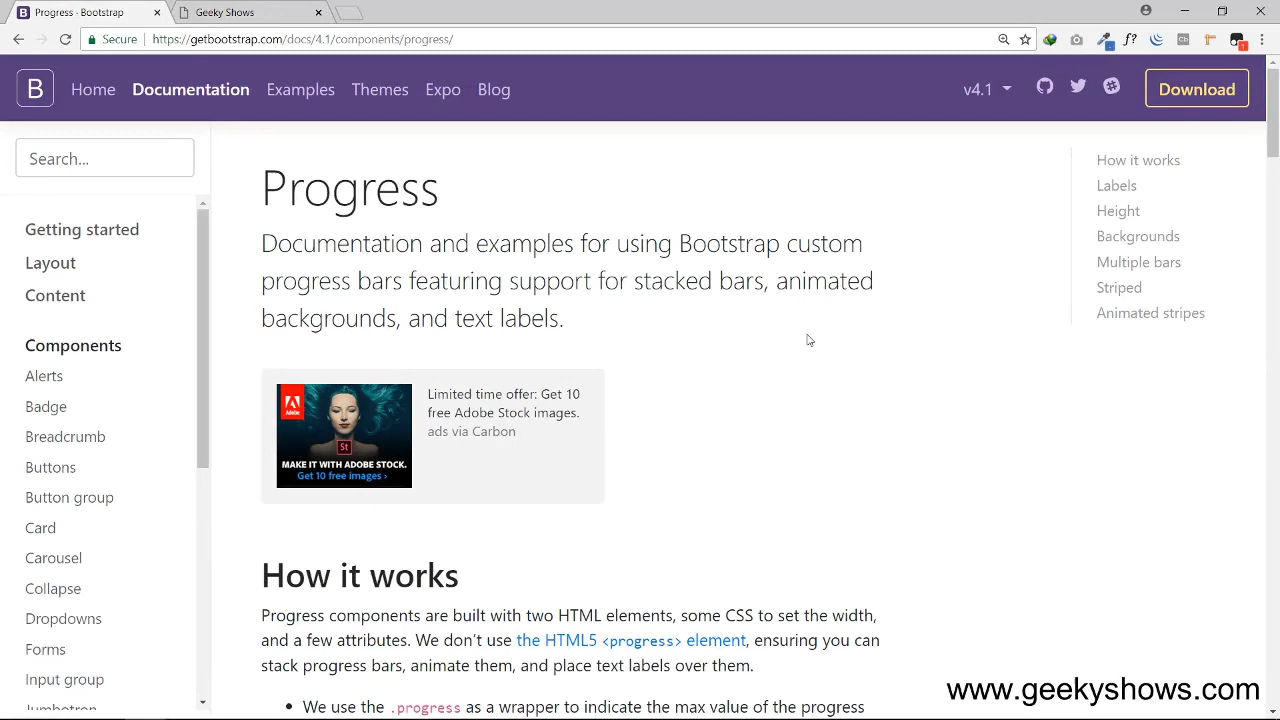 Progress · Bootstrap
Geeky Shows
Secure
https://getbootstrap.com/docs/4.1/components/progress/
B
Home
Documentation
Examples
Themes
Expo
Blog
v4.1
Download
Search...
Getting started
Layout
Content
Components
Alerts
Badge
Breadcrumb
Buttons
Button group
Card
Carousel
Collapse
Dropdowns
Forms
Input group
Jumbotron
Progress
Documentation and examples for using Bootstrap custom
progress bars featuring support for stacked bars, animated
backgrounds, and text labels.
Adobe
St
MAKE IT WITH ADOBE STOCK.
Get 10 free images ›
Limited time offer: Get 10
free Adobe Stock images.
ads via Carbon
How it works
Progress components are built with two HTML elements, some CSS to set the width,
and a few attributes. We don't use the HTML5 <progress> element, ensuring you can
stack progress bars, animate them, and place text labels over them.
• We use the .progress as a wrapper to indicate the max value of the progress
How it works
Labels
Height
Backgrounds
Multiple bars
Striped
Animated stripes
www.geekyshows.com